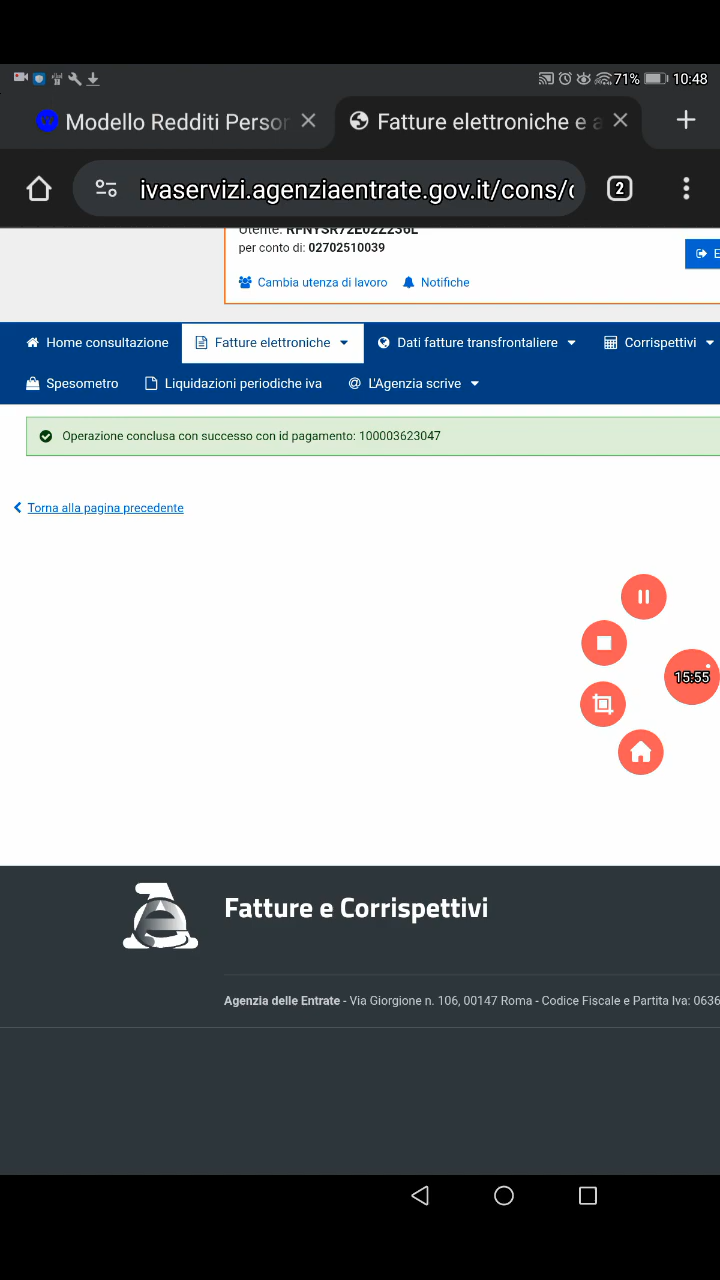 71% 10:48
Modello Redditi Person
Fatture elettroniche e a
ivaservizi.agenziaentrate.gov.it/cons/c
2
Utente: RFNYSR72E02Z236L
per conto di: 02702510039
E
Cambia utenza di lavoro
Notifiche
Home consultazione
Fatture elettroniche
Dati fatture transfrontaliere
Corrispettivi
Spesometro
Liquidazioni periodiche iva
L'Agenzia scrive
Operazione conclusa con successo con id pagamento: 100003623047
Torna alla pagina precedente
15:55
Fatture e Corrispettivi
Agenzia delle Entrate - Via Giorgione n. 106, 00147 Roma - Codice Fiscale e Partita Iva: 0636